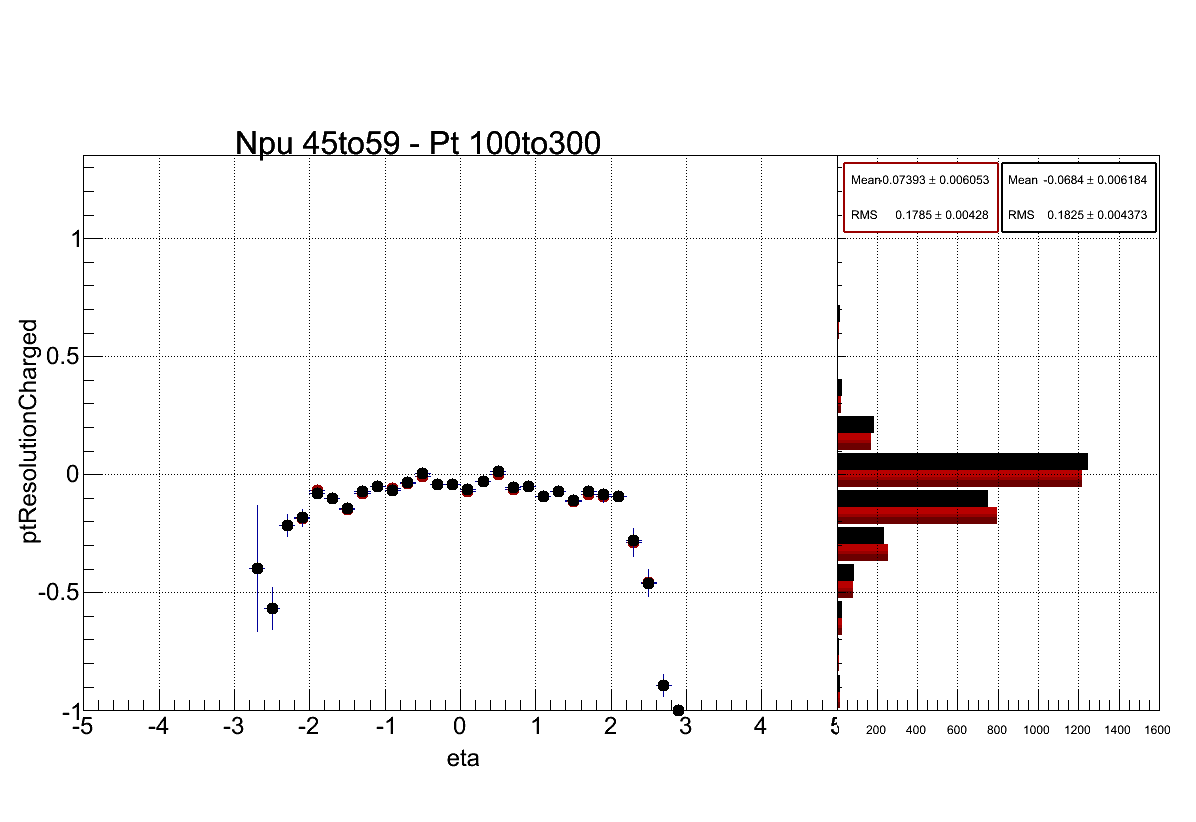 Npu 45to59 - Pt 100to300
Mean-0.07393 ± 0.006053
RMS 0.1785 ± 0.00428
Mean -0.0684 ± 0.006184
RMS 0.1825 ± 0.004373
ptResolutionCharged
1
0.5
0
-0.5
-1
-5 -4 -3 -2 -1 0 1 2 3 4 5
200 400 600 800 1000 1200 1400 1600
eta